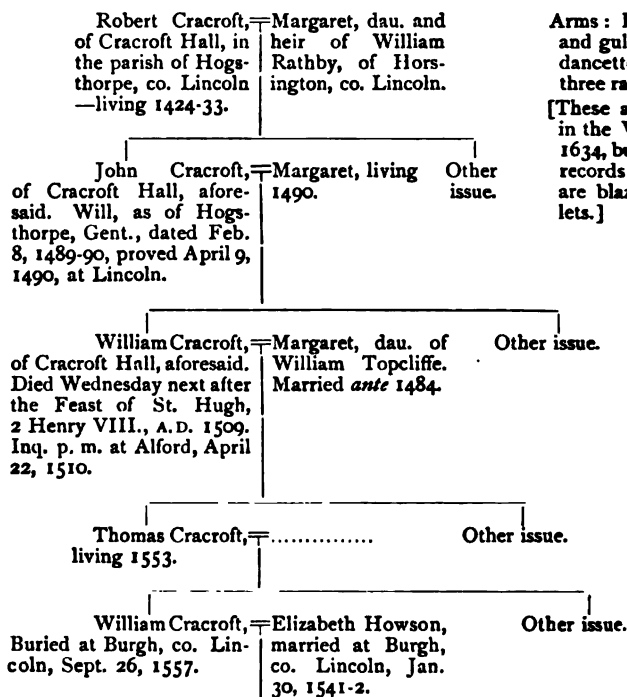 Robert Cracroft,
of Cracroft Hall, in
the parish of Hogs-
thorpe, co. Lincoln
—living 1424-33.
Margaret, dau. and
heir of William
Rathby, of Hors-
ington, co. Lincoln.
Arms:
and
three
[These
in the
1634,
records
are
lets.]
John Cracroft,
of Cracroft Hall, afore-
said. Will, as of Hogs-
thorpe, Gent., dated Feb.
8, 1489-90, proved April 9,
1490, at Lincoln.
Margaret, living
1490.
Other
issue.
William Cracroft,
of Cracroft Hall, aforesaid.
Died Wednesday next after
the Feast of St. Hugh,
2 Henry VIII., A.D. 1509.
Inq. p. m. at Alford, April
22, 1510.
Margaret, dau. of
William Topcliffe.
Married ante 1484.
Other issue.
Thomas Cracroft,
living 1553.
...............
Other issue.
William Cracroft,
Buried at Burgh, co. Lin-
coln, Sept. 26, 1557.
Elizabeth Howson,
married at Burgh,
co. Lincoln, Jan.
30, 1541-2.
Other issue.